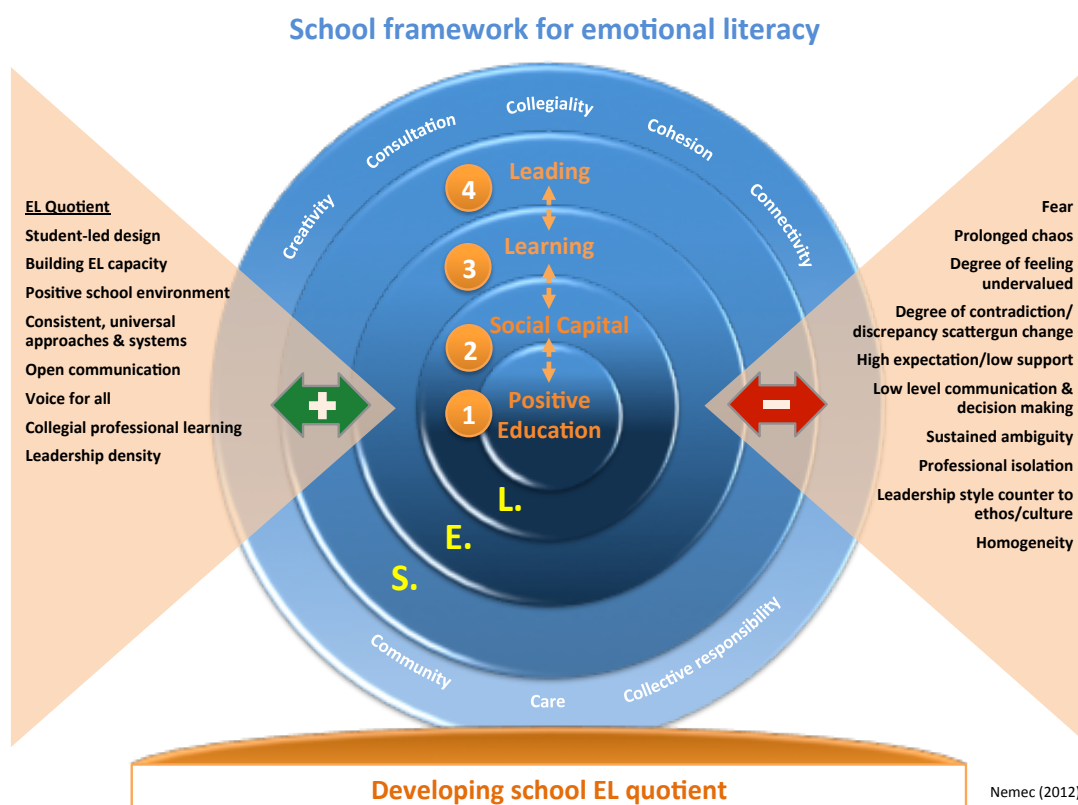 School framework for emotional literacy
Collegiality
Consultation
Cohesion
Creativity
Connectivity
4
Leading
3
Learning
2
Social Capital
1
Positive
Education
L.
E.
S.
Community
Care
Collective responsibility
EL Quotient
Student-led design
Building EL capacity
Positive school environment
Consistent, universal
approaches & systems
Open communication
Voice for all
Collegial professional learning
Leadership density
+
Fear
Prolonged chaos
Degree of feeling
undervalued
Degree of contradiction/
discrepancy scattergun change
High expectation/low support
Low level communication &
decision making
Sustained ambiguity
Professional isolation
Leadership style counter to
ethos/culture
Homogeneity
-
Developing school EL quotient
Nemec (2012)